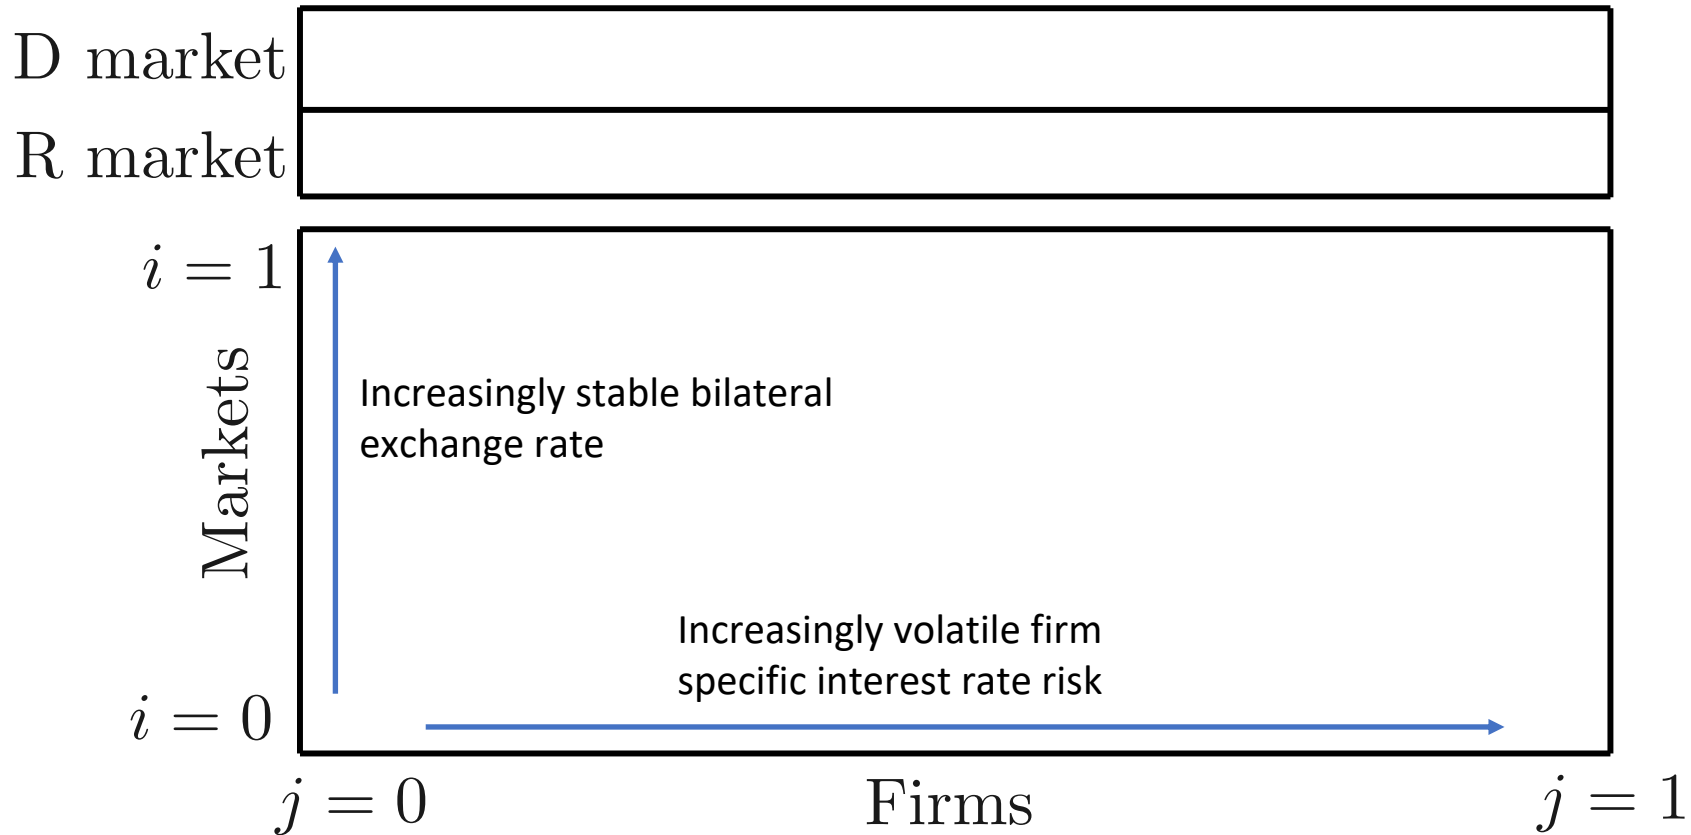 D market
R market
i = 1
Markets
Increasingly stable bilateral
exchange rate
Increasingly volatile firm
specific interest rate risk
i = 0
j = 0
Firms
j = 1